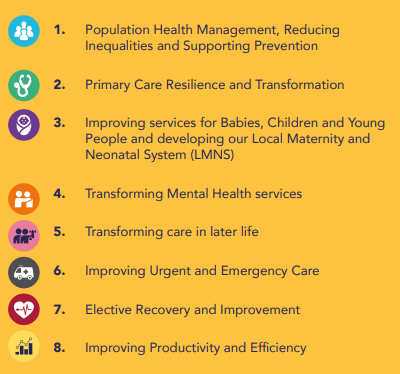 1. Population Health Management, Reducing
Inequalities and Supporting Prevention
2. Primary Care Resilience and Transformation
3. Improving services for Babies, Children and Young
People and developing our Local Maternity and
Neonatal System (LMNS)
4. Transforming Mental Health services
5. Transforming care in later life
6. Improving Urgent and Emergency Care
7. Elective Recovery and Improvement
8. Improving Productivity and Efficiency